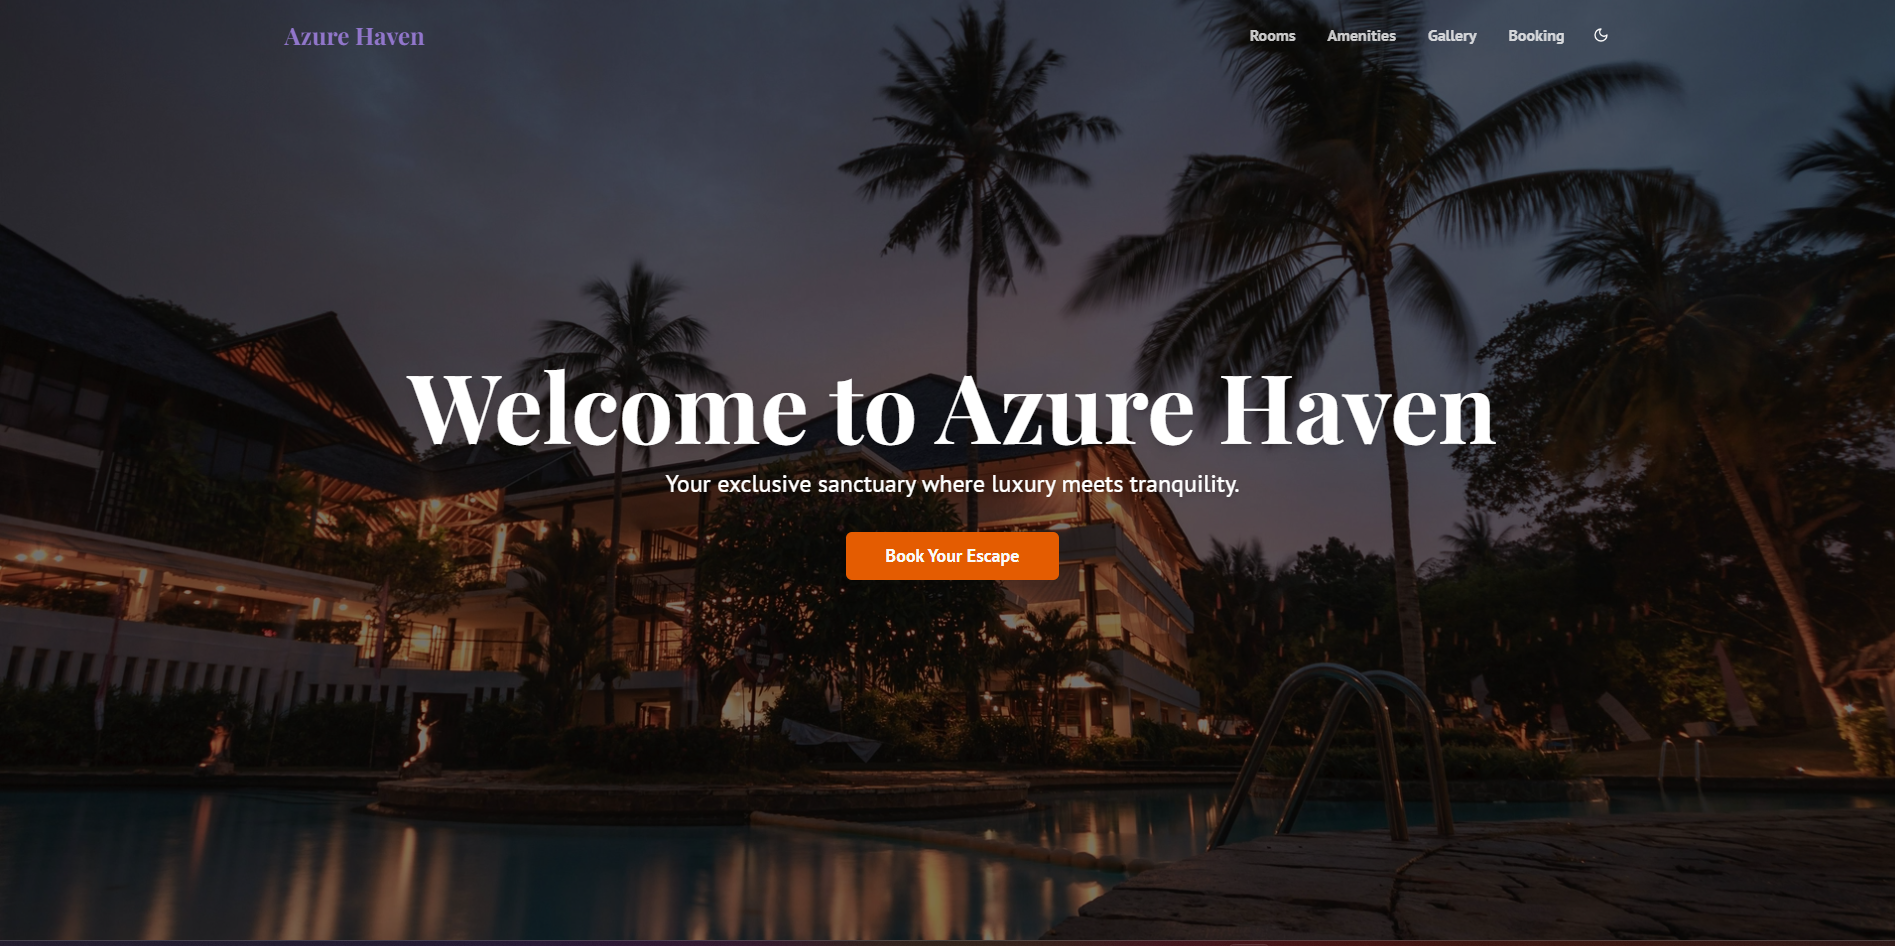 Azure Haven
Rooms Amenities Gallery Booking
Welcome to Azure Haven
Your exclusive sanctuary where luxury meets tranquility.
Book Your Escape